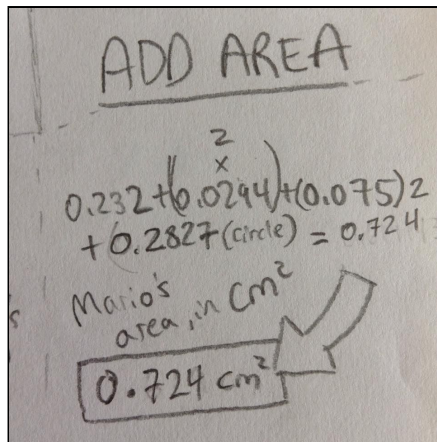 ADD AREA
2
x
0.232+(0.0294)+(0.075)2
+0.2827(circle) = 0.724
Mario's
area, in cm²
0.724 cm²